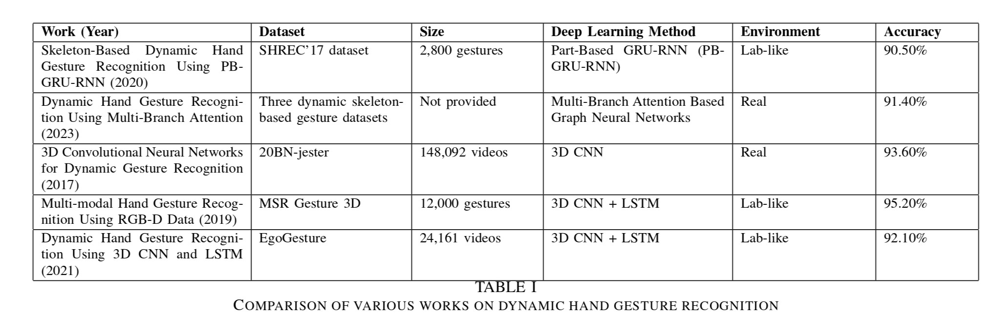 Work (Year) Dataset Size Deep Learning Method Environment Accuracy
Skeleton-Based Dynamic Hand SHREC’17 dataset 2,800 gestures Part-Based GRU-RNN (PB- Lab-like 90.50%
Gesture Recognition Using PB- GRU-RNN)
GRU-RNN (2020)
Dynamic Hand Gesture Recogni- Three dynamic skeleton- Not provided Multi-Branch Attention Based Real 91.40%
tion Using Multi-Branch Attention based gesture datasets Graph Neural Networks
(2023)
3D Convolutional Neural Networks 20BN-jester 148,092 videos 3D CNN Real 93.60%
for Dynamic Gesture Recognition
(2017)
Multi-modal Hand Gesture Recog- MSR Gesture 3D 12,000 gestures 3D CNN + LSTM Lab-like 95.20%
nition Using RGB-D Data (2019)
Dynamic Hand Gesture Recogni- EgoGesture 24,161 videos 3D CNN + LSTM Lab-like 92.10%
tion Using 3D CNN and LSTM
(2021)
TABLE I
COMPARISON OF VARIOUS WORKS ON DYNAMIC HAND GESTURE RECOGNITION